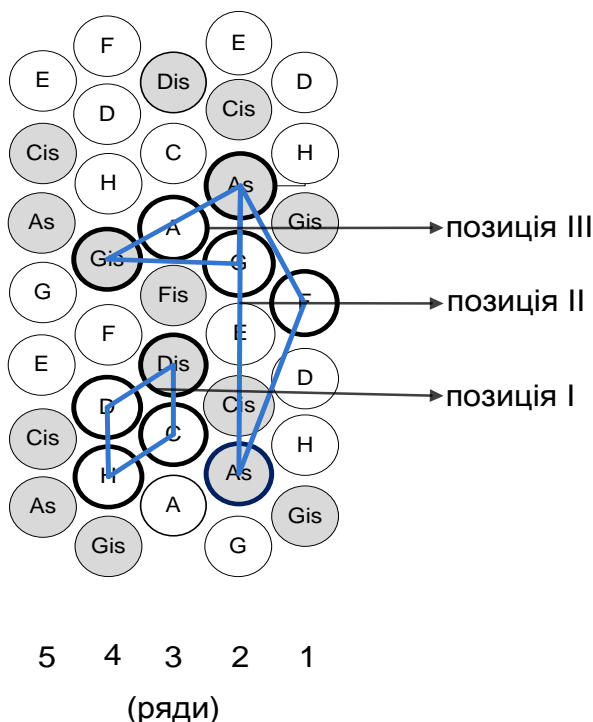 F E
E Dis D
D Cis
Cis C H
H As
As A Gis позиція III
Gis G
G Fis F позиція II
F E
E Dis D
D Cis позиція I
Cis C H
H As
As A Gis
Gis G
5 4 3 2 1
(ряди)